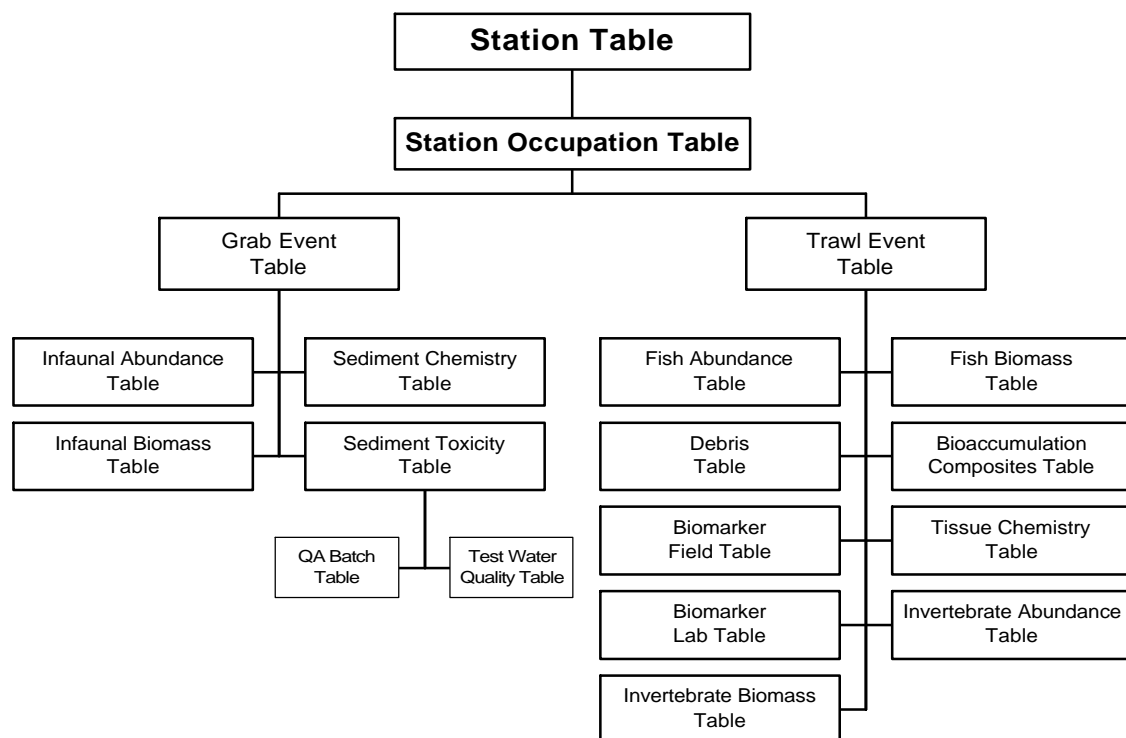 Station Table
Station Occupation Table
Grab Event
Table
Trawl Event
Table
Infaunal Abundance
Table
Sediment Chemistry
Table
Infaunal Biomass
Table
Sediment Toxicity
Table
QA Batch
Table
Test Water
Quality Table
Fish Abundance
Table
Fish Biomass
Table
Debris
Table
Bioaccumulation
Composites Table
Biomarker
Field Table
Tissue Chemistry
Table
Biomarker
Lab Table
Invertebrate Abundance
Table
Invertebrate Biomass
Table